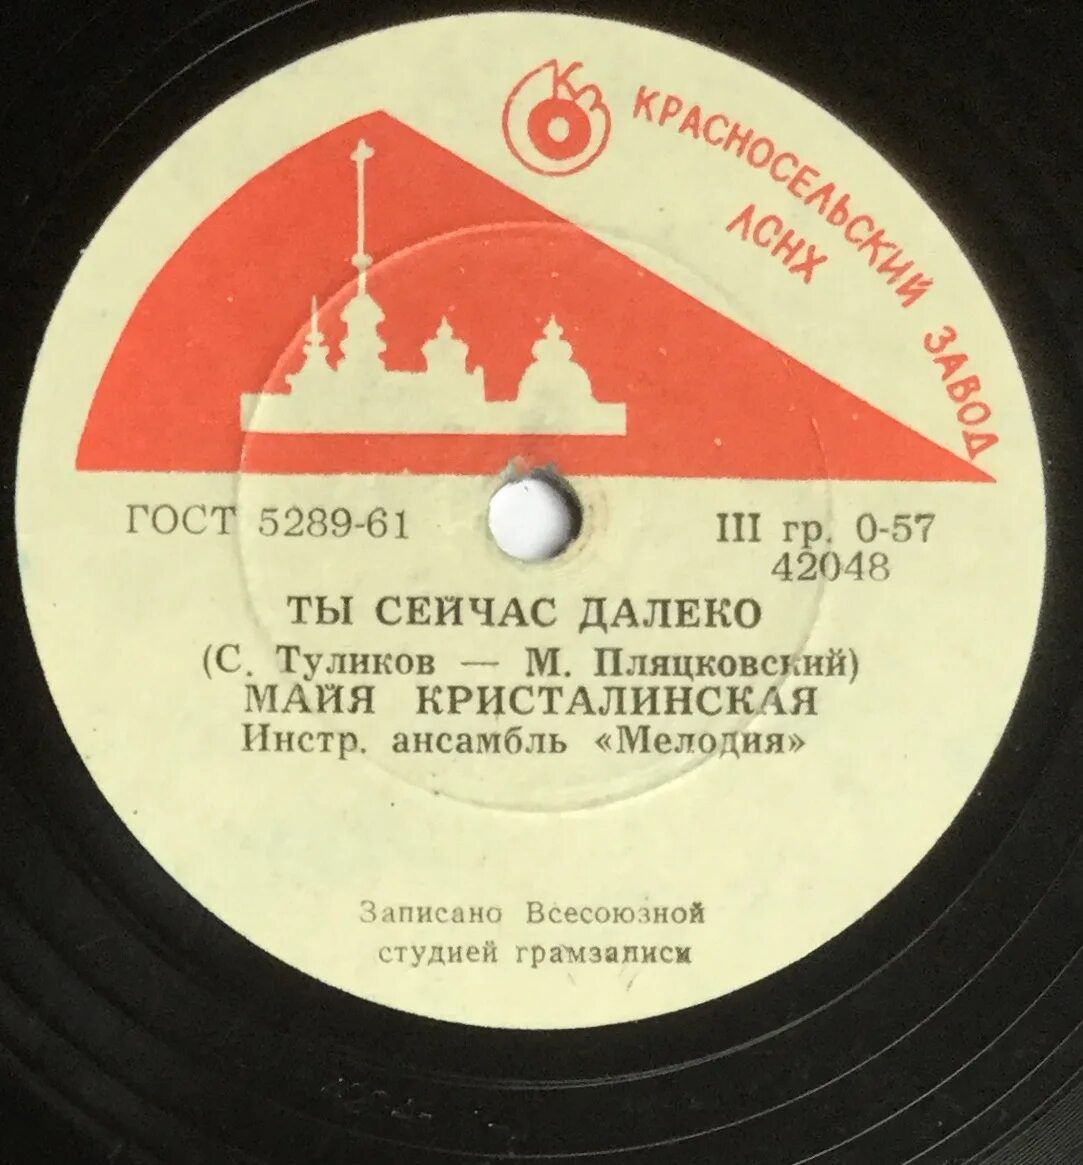 КРАСНОСЕЛЬСКИЙ ЗАВОД
ЛСНХ
ГОСТ 5289-61
III гр. 0-57
42048
ТЫ СЕЙЧАС ДАЛЕКО
(С. Туликов — М. Пляцковский)
МАЙЯ КРИСТАЛИНСКАЯ
Инстр. ансамбль «Мелодия»
Записано Всесоюзной
студией грамзаписи